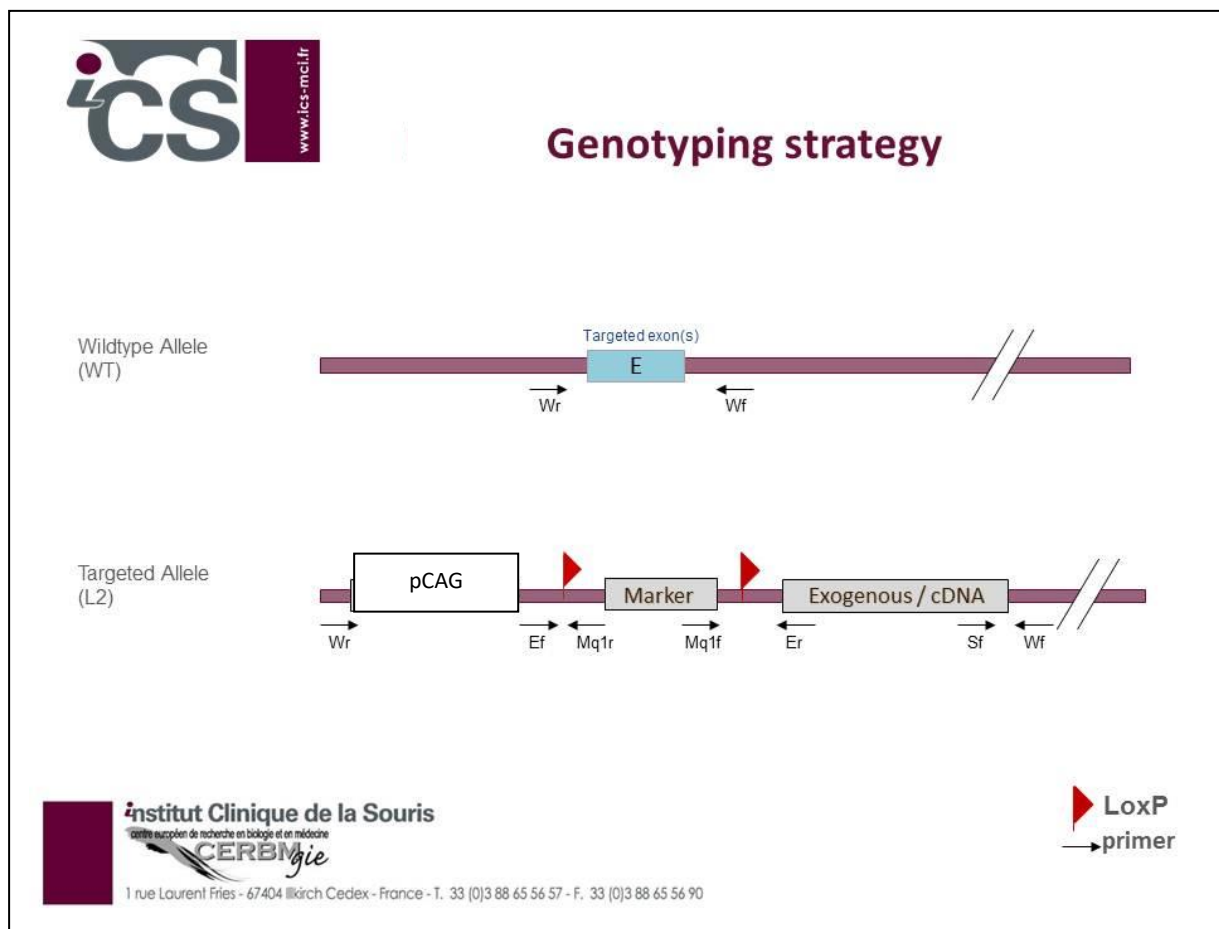 iCS
www.ics-mci.fr
Genotyping strategy
Wildtype Allele
(WT)
Targeted exon(s)
E
Wr
Wf
Targeted Allele
(L2)
pCAG
Marker
Exogenous / cDNA
Wr
Ef
Mq1r
Mq1f
Er
Sf
Wf
institut Clinique de la Souris
centre européen de recherche en biologie et en médecine
CERBMgie
1 rue Laurent Fries - 67404 Illkirch Cedex - France - T. 33 (0)3 88 65 56 57 - F. 33 (0)3 88 65 56 90
LoxP
primer